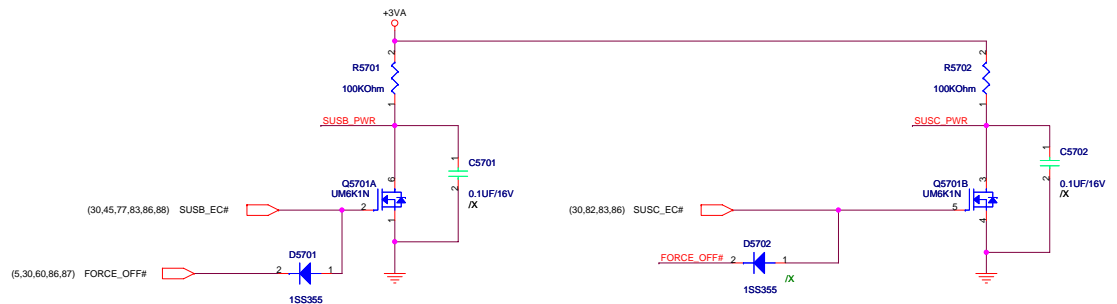 +3VA
2
2
R5701
R5702
100KOhm
100KOhm
1
1
SUSB_PWR
SUSC_PWR
1
C5701
1
C5702
6
Q5701A
UM6K1N
3
Q5701B
UM6K1N
2
0.1UF/16V
/X
2
0.1UF/16V
/X
(30,45,77,83,86,88) SUSB_EC#
2
1
(30,82,83,86) SUSC_EC#
5
4
D5701
D5702
(5,30,60,86,87) FORCE_OFF#
2
1
FORCE_OFF#
2
1
1SS355
/X
1SS355